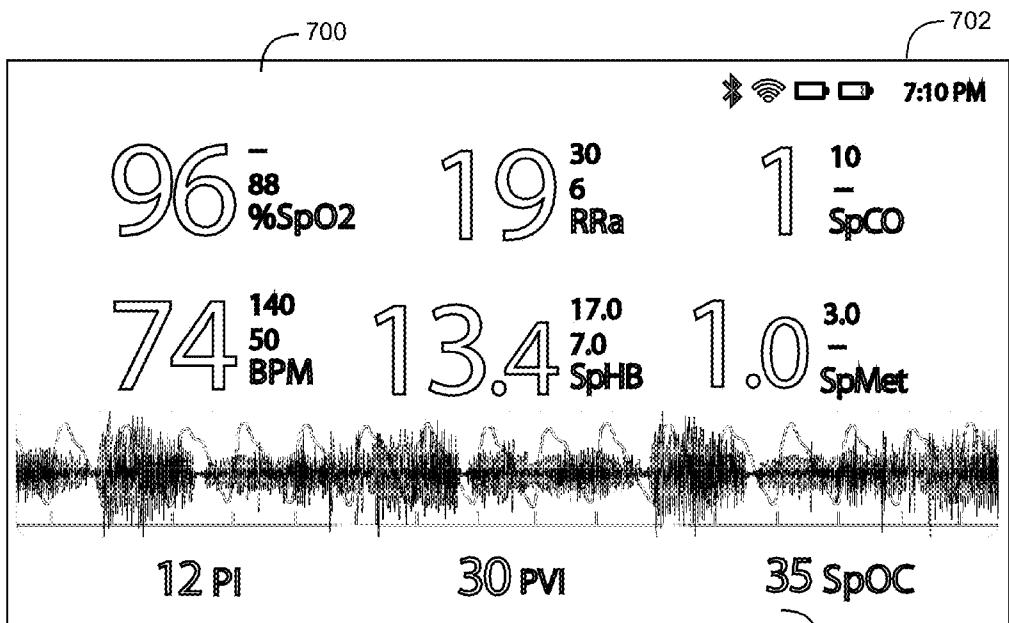 700
702
7:10 PM
96 – 88 %SpO2
19 30 6 RRa
1 10 – SpCO
74 140 50 BPM
13.4 17.0 7.0 SpHB
1.0 3.0 – SpMet
12 PI
30 PVI
35 SpOC